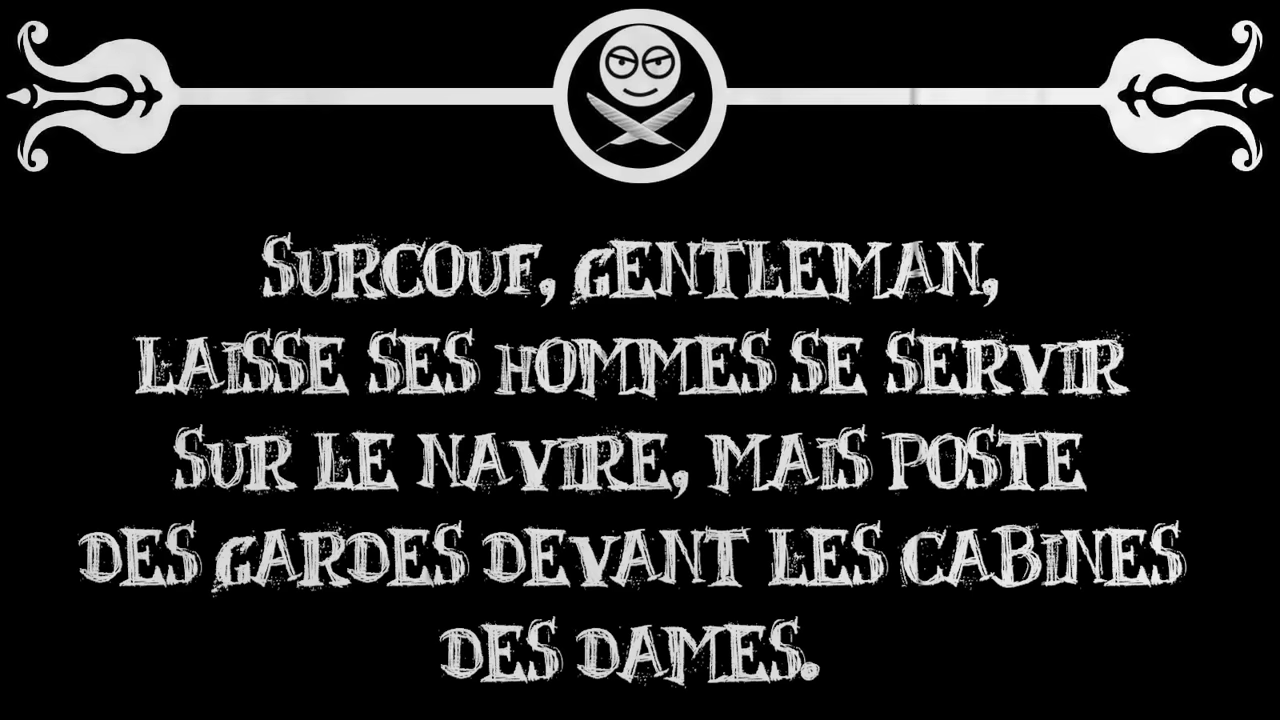 SURCOUF, GENTLEMAN,
LAISSE SES HOMMES SE SERVIR
SUR LE NAVIRE, MAIS POSTE
DES GARDES DEVANT LES CABINES
DES DAMES.